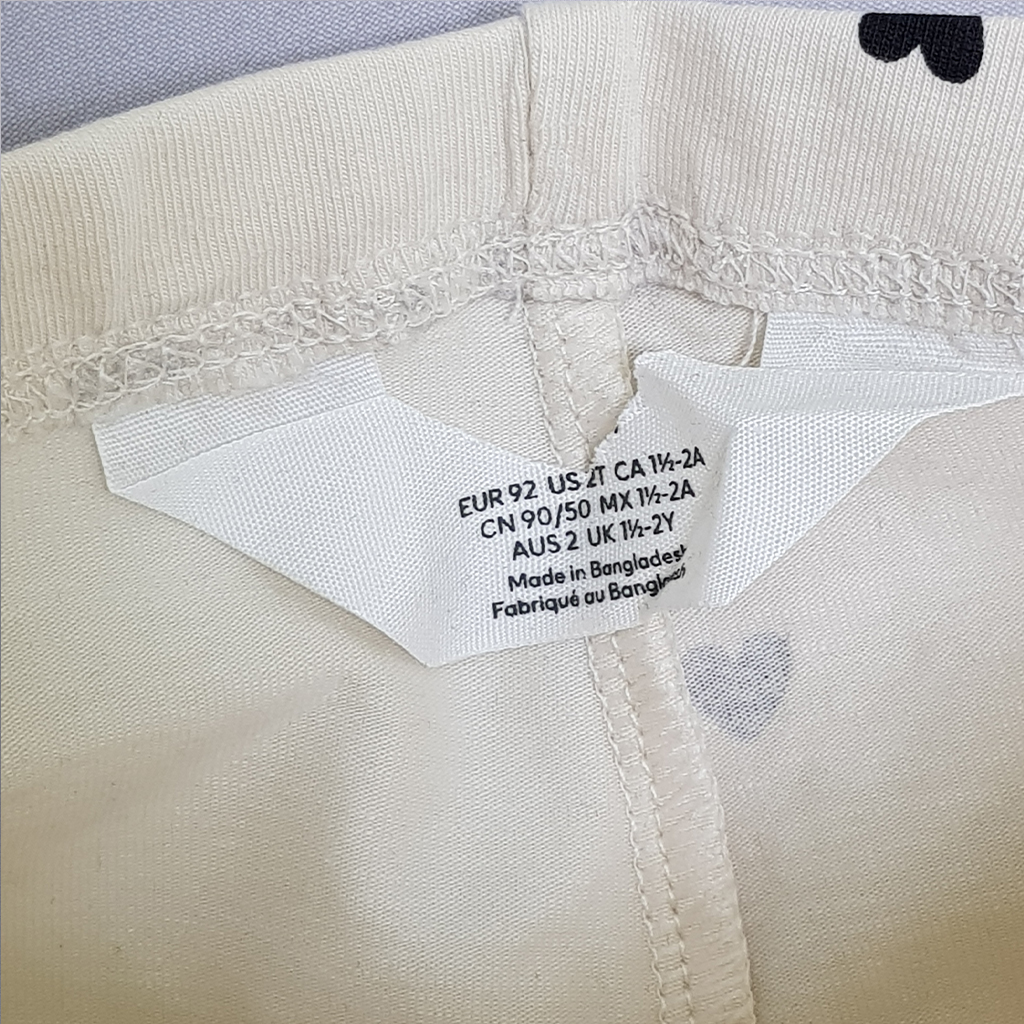 EUR 92 US 2T CA 1½-2A
CN 90/50 MX 1½-2A
AUS 2 UK 1½-2Y
Made in Bangladesh
Fabriqué au